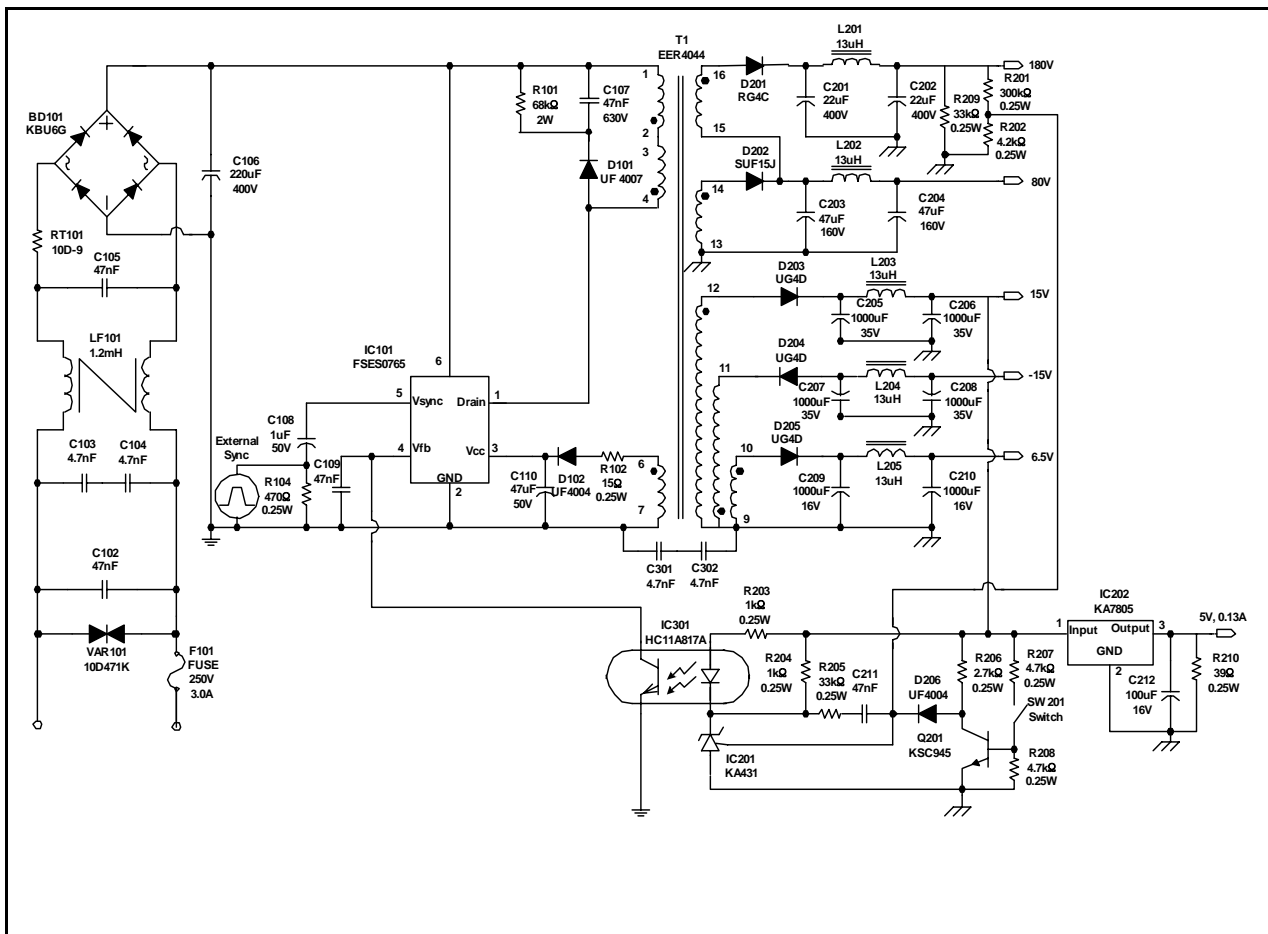 T1
EER4044
L201
13uH
1
16
180V
R101
68kΩ
2W
C107
47nF
630V
D201
RG4C
C201
22uF
400V
C202
22uF
400V
R209
33kΩ
0.25W
R201
300kΩ
0.25W
R202
4.2kΩ
0.25W
BD101
KBU6G
2
15
3
D202
SUF15J
L202
13uH
C106
220uF
400V
D101
UF 4007
14
80V
4
C203
47uF
160V
C204
47uF
160V
RT101
10D-9
13
C105
47nF
D203
UG4D
L203
13uH
12
15V
C205
1000uF
35V
C206
1000uF
35V
LF101
1.2mH
IC101
FSES0765
6
D204
UG4D
11
-15V
5
Vsync
Drain
1
C207
1000uF
35V
L204
13uH
C208
1000uF
35V
C108
1uF
50V
External
Sync
D205
UG4D
10
6.5V
C103
4.7nF
C104
4.7nF
4
Vfb
Vcc
3
6
C109
47nF
R104
470Ω
0.25W
GND
2
C110
47uF
50V
D102
UF4004
R102
15Ω
0.25W
L205
13uH
C209
1000uF
16V
C210
1000uF
16V
7
9
C102
47nF
C301
4.7nF
C302
4.7nF
R203
1kΩ
0.25W
IC202
KA7805
IC301
HC11A817A
1
Input
Output
3
5V, 0.13A
VAR101
10D471K
F101
FUSE
250V
3.0A
GND
2
R204
1kΩ
0.25W
R205
33kΩ
0.25W
C211
47nF
D206
UF4004
R206
2.7kΩ
0.25W
R207
4.7kΩ
0.25W
C212
100uF
16V
R210
39Ω
0.25W
SW201
Switch
Q201
KSC945
IC201
KA431
R208
4.7kΩ
0.25W